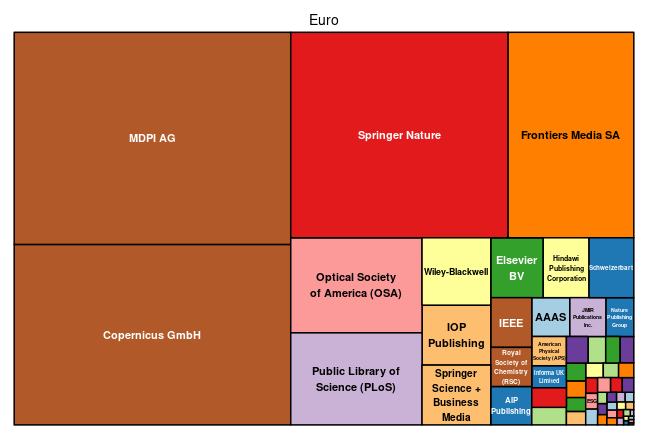 Euro
MDPI AG
Springer Nature
Frontiers Media SA
Copernicus GmbH
Optical Society
of America (OSA)
Public Library of
Science (PLoS)
Wiley-Blackwell
IOP
Publishing
Springer
Science +
Business
Media
Elsevier
BV
Hindawi
Publishing
Corporation
Schweizerbart
IEEE
Royal
Society of
Chemistry
(RSC)
AIP
Publishing
AAAS
JMIR
Publications
Inc.
Nature
Publishing
Group
American
Physical
Society (APS)
Informa UK
Limited
ESG